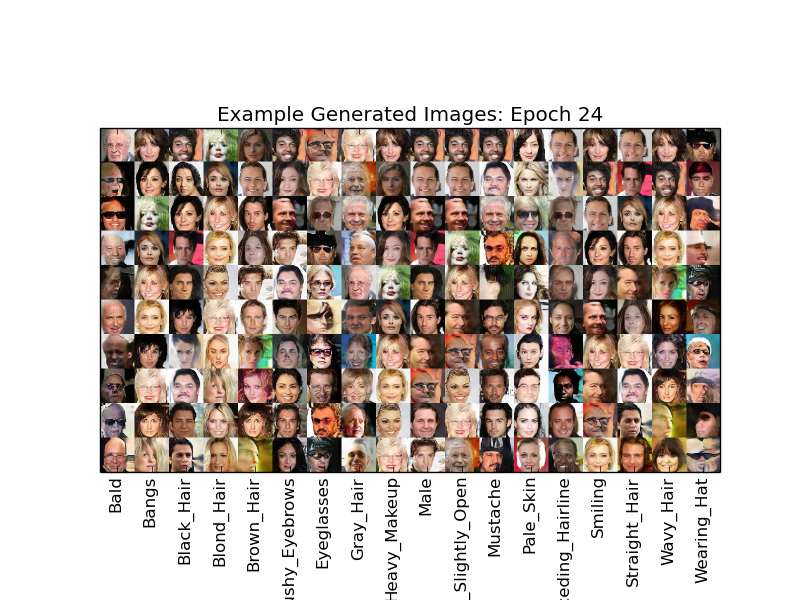 Example Generated Images: Epoch 24
Bald
Bangs
Black_Hair
Blond_Hair
Brown_Hair
ushy_Eyebrows
Eyeglasses
Gray_Hair
Heavy_Makeup
Male
_Slightly_Open
Mustache
Pale_Skin
ceding_Hairline
Smiling
Straight_Hair
Wavy_Hair
Wearing_Hat